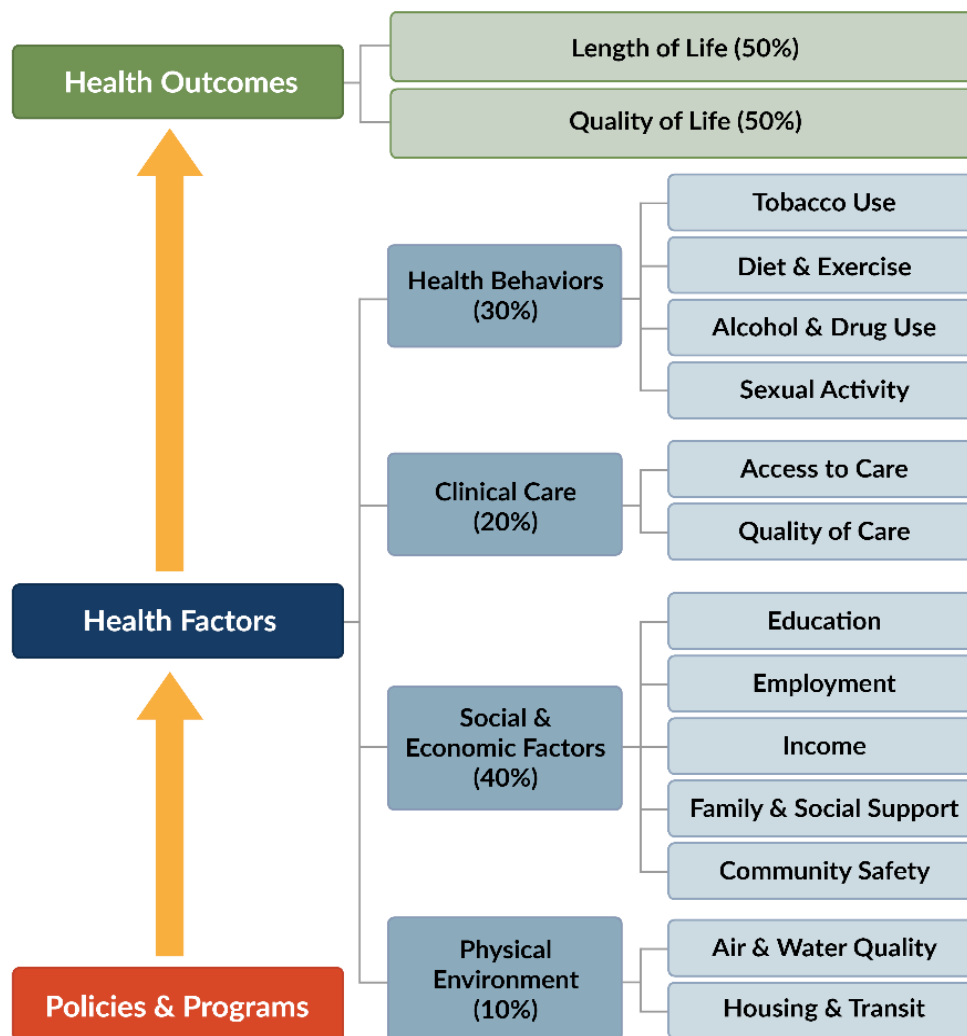 Health Outcomes
Length of Life (50%)
Quality of Life (50%)
Health Factors
Health Behaviors
(30%)
Tobacco Use
Diet & Exercise
Alcohol & Drug Use
Sexual Activity
Clinical Care
(20%)
Access to Care
Quality of Care
Social &
Economic Factors
(40%)
Education
Employment
Income
Family & Social Support
Community Safety
Physical
Environment
(10%)
Air & Water Quality
Housing & Transit
Policies & Programs